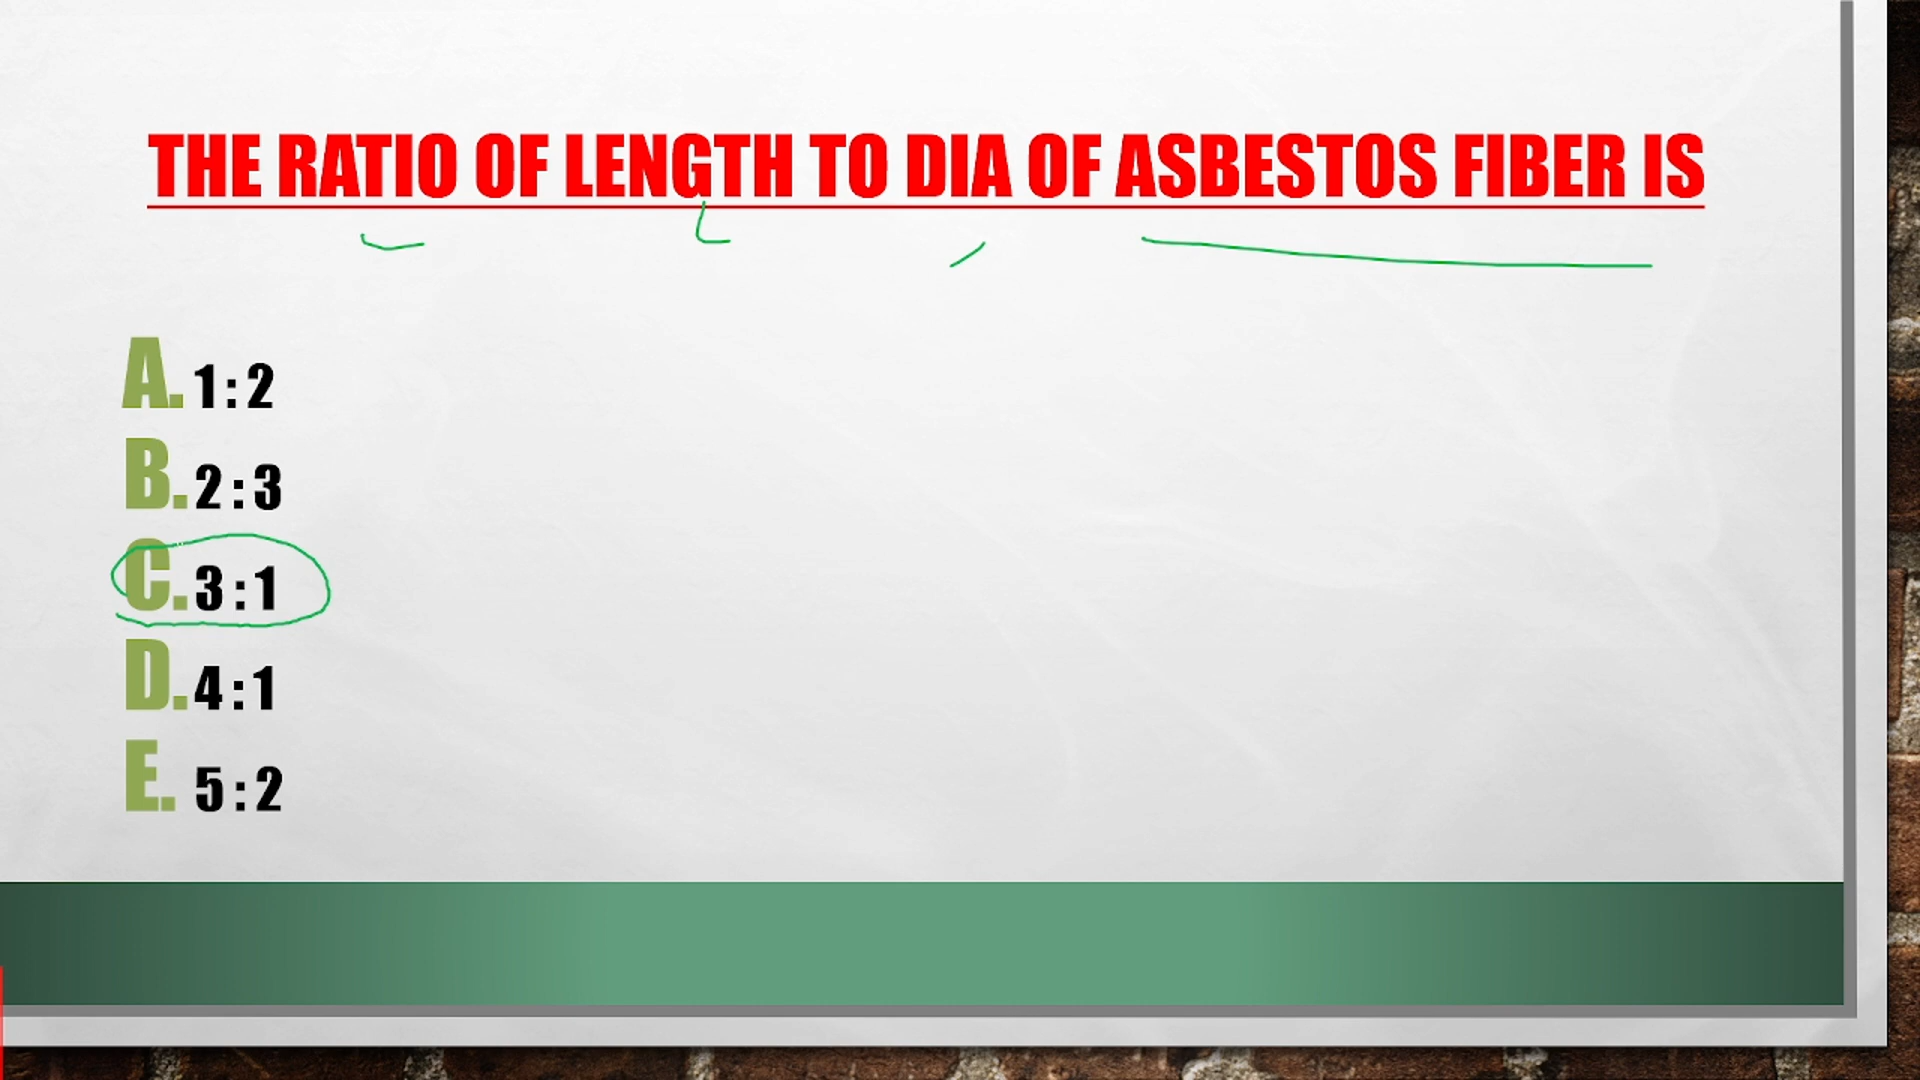 THE RATIO OF LENGTH TO DIA OF ASBESTOS FIBER IS
A. 1:2
B. 2:3
C. 3:1
D. 4:1
E. 5:2